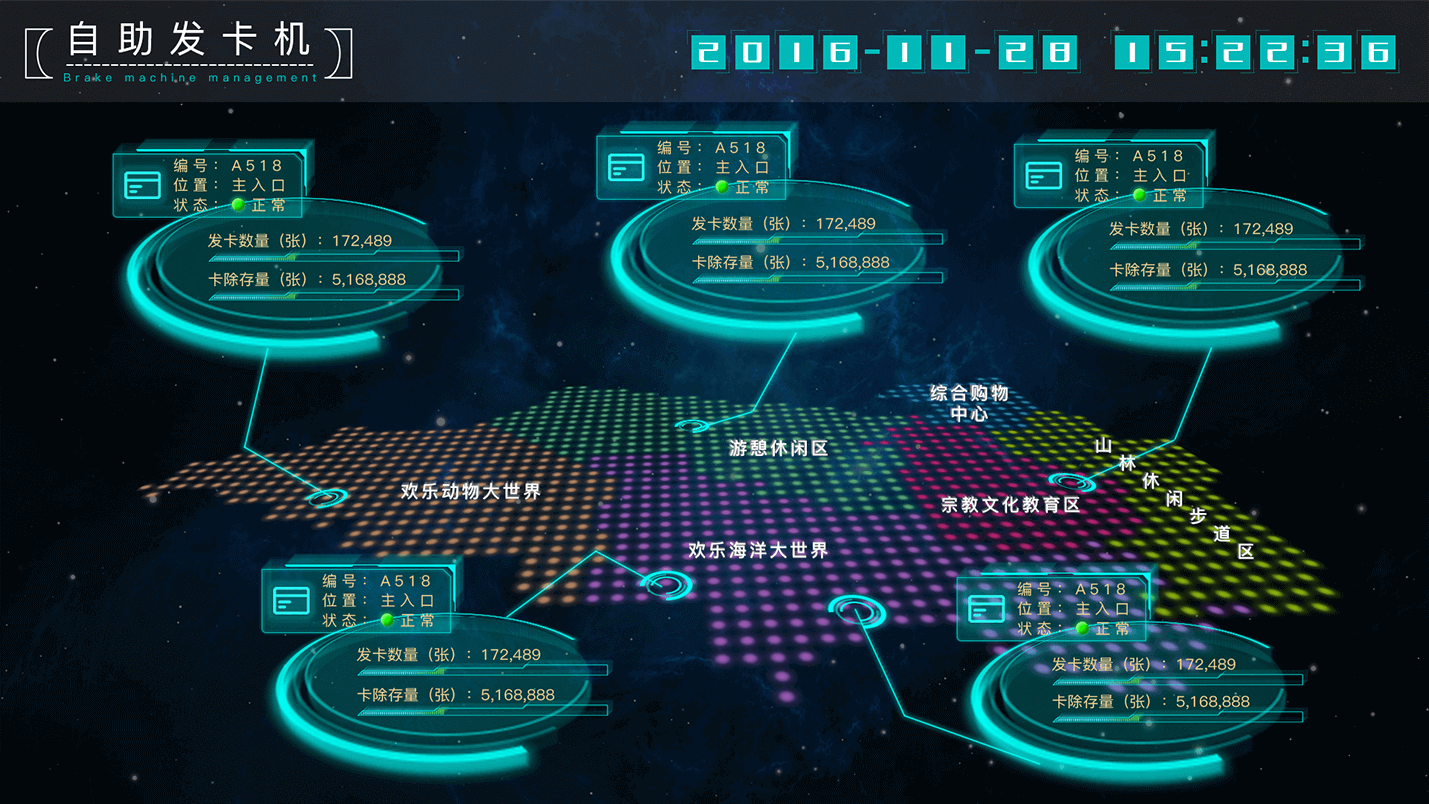 自助发卡机
Brake machine management
2016-11-28 15:22:36
编号：A518
位置：主入口
状态：正常
发卡数量（张）：172,489
卡除存量（张）：5,168,888
编号：A518
位置：主入口
状态：正常
发卡数量（张）：172,489
卡除存量（张）：5,168,888
编号：A518
位置：主入口
状态：正常
发卡数量（张）：172,489
卡除存量（张）：5,168,888
综合购物
中心
游憩休闲区
山林休闲步道区
欢乐动物大世界
宗教文化教育区
欢乐海洋大世界
编号：A518
位置：主入口
状态：正常
发卡数量（张）：172,489
卡除存量（张）：5,168,888
编号：A518
位置：主入口
状态：正常
发卡数量（张）：172,489
卡除存量（张）：5,168,888